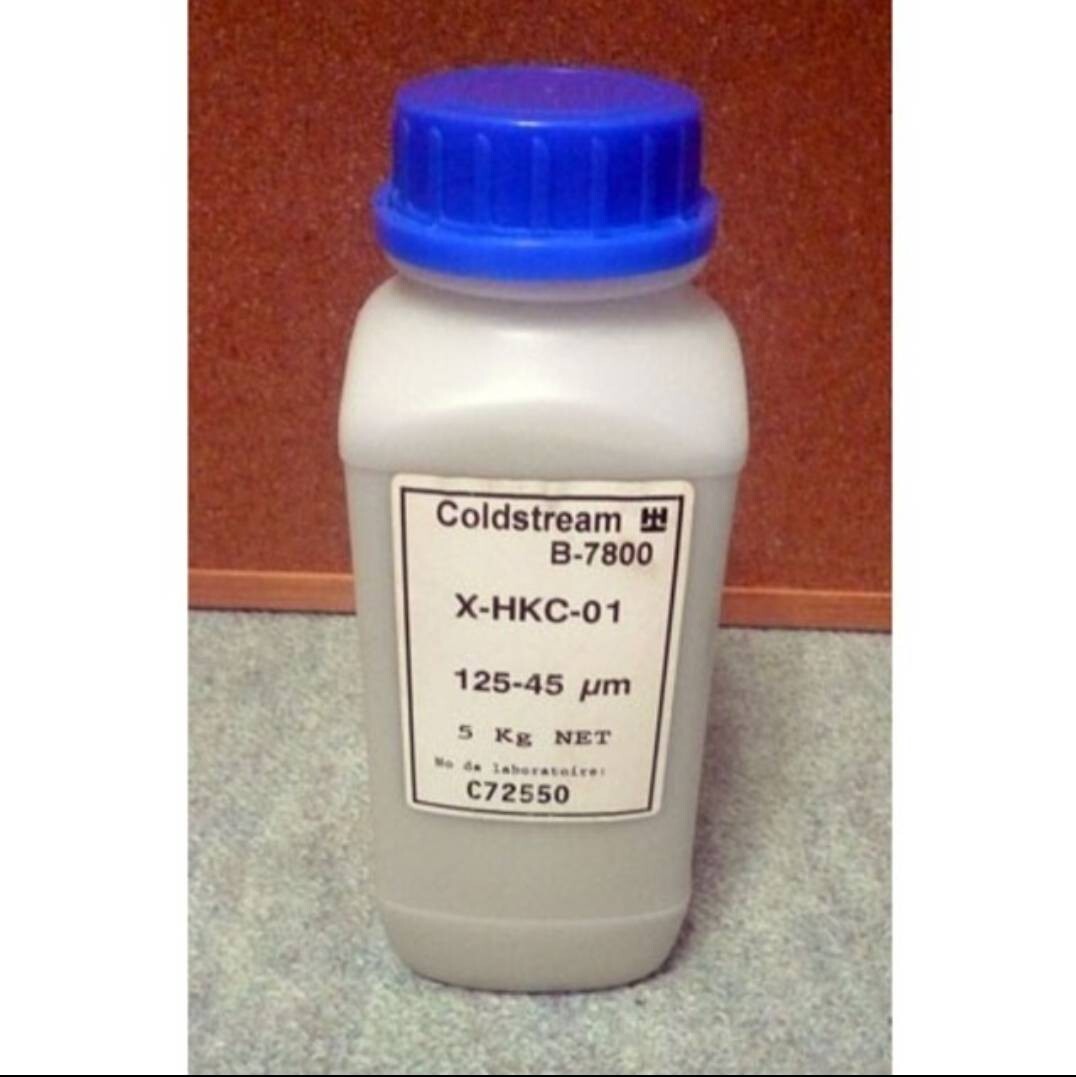 Coldstream
B-7800
X-HKC-01
125-45 µm
5 Kg NET
No de laboratoire:
C72550